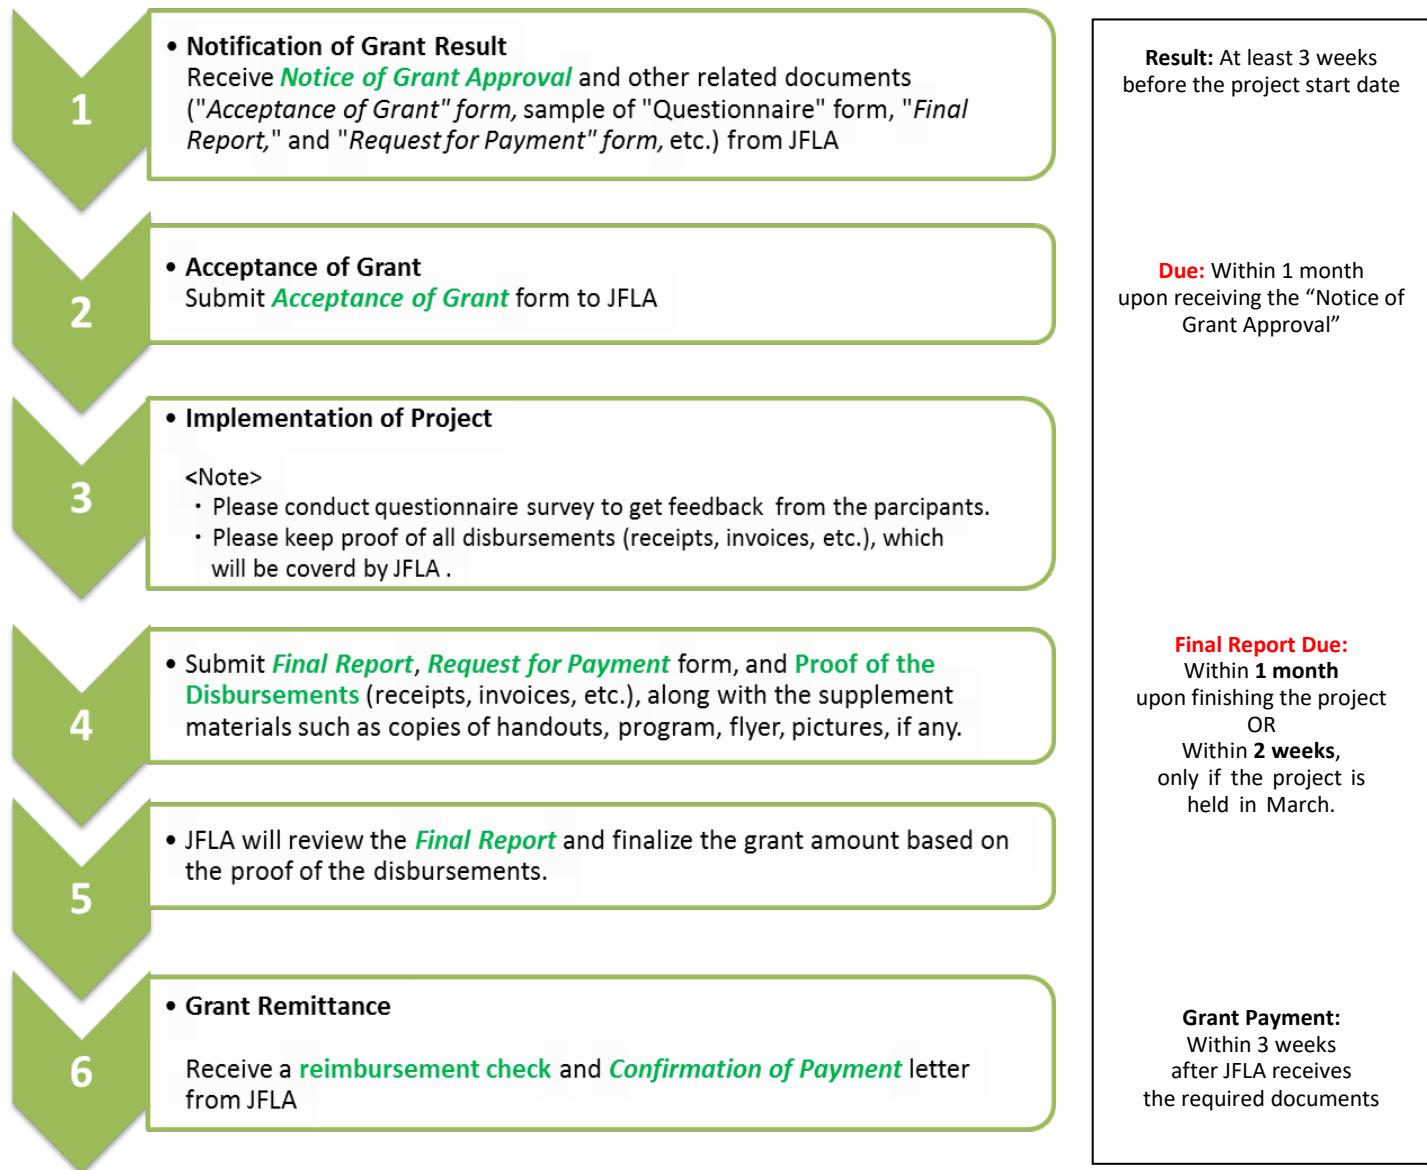 1
• Notification of Grant Result
Receive Notice of Grant Approval and other related documents
("Acceptance of Grant" form, sample of "Questionnaire" form, "Final
Report," and "Request for Payment" form, etc.) from JFLA
Result: At least 3 weeks
before the project start date
2
• Acceptance of Grant
Submit Acceptance of Grant form to JFLA
Due: Within 1 month
upon receiving the “Notice of
Grant Approval”
3
• Implementation of Project
<Note>
・Please conduct questionnaire survey to get feedback from the parcipants.
・Please keep proof of all disbursements (receipts, invoices, etc.), which
will be coverd by JFLA .
4
• Submit Final Report, Request for Payment form, and Proof of the
Disbursements (receipts, invoices, etc.), along with the supplement
materials such as copies of handouts, program, flyer, pictures, if any.
Final Report Due:
Within 1 month
upon finishing the project
OR
Within 2 weeks,
only if the project is
held in March.
5
• JFLA will review the Final Report and finalize the grant amount based on
the proof of the disbursements.
6
• Grant Remittance
Receive a reimbursement check and Confirmation of Payment letter
from JFLA
Grant Payment:
Within 3 weeks
after JFLA receives
the required documents